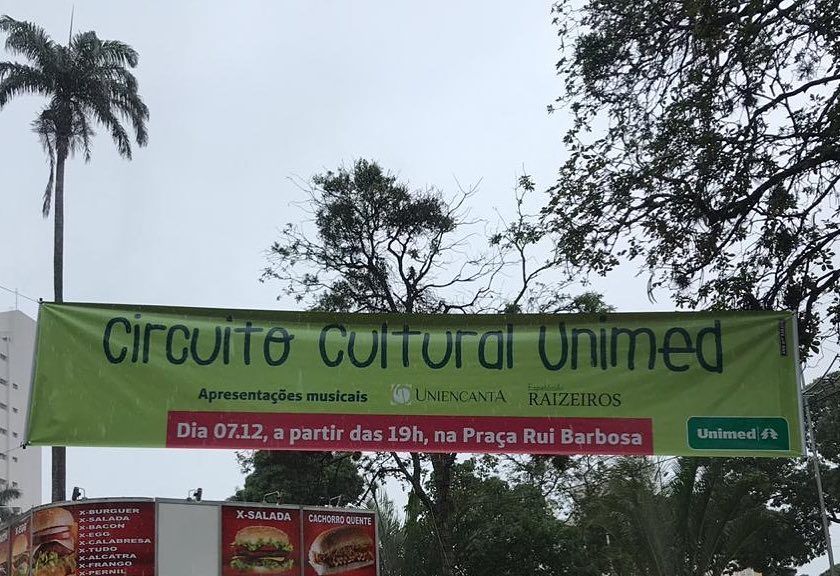 Circuito Cultural Unimed
Apresentações musicais
UNIENCANTA
Espetáculo
RAIZEIROS
Dia 07.12, a partir das 19h, na Praça Rui Barbosa
Unimed
X-BURGUER
X-SALADA
X-BACON
X-EGG
X-CALABRESA
X-TUDO
X-ALCATRA
X-FRANGO
X-PERNIL
X-SALADA
CACHORRO QUENTE